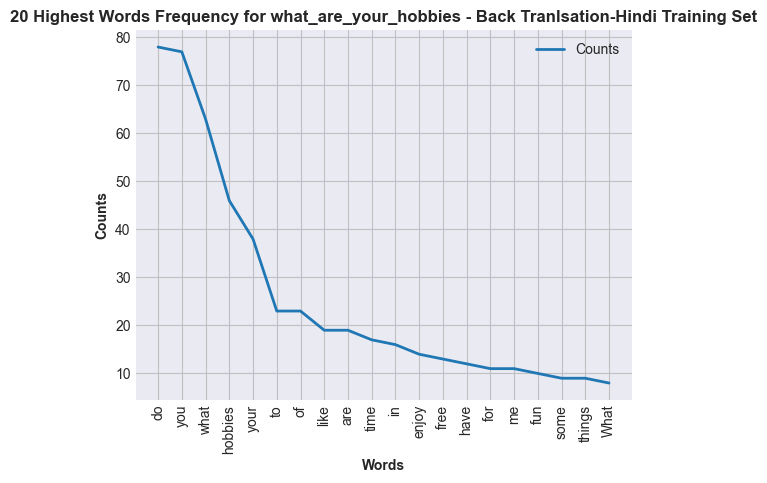 20 Highest Words Frequency for what_are_your_hobbies - Back Tranlsation-Hindi Training Set
Counts
80
70
60
50
40
30
20
10
Counts
do
you
what
hobbies
your
to
of
like
are
time
in
enjoy
free
have
for
me
fun
some
things
What
Words